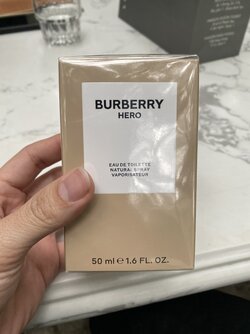 BURBERRY
HERO
EAU DE TOILETTE
NATURAL SPRAY
VAPORISATEUR
50 ml ℮ 1.6 FL. OZ.